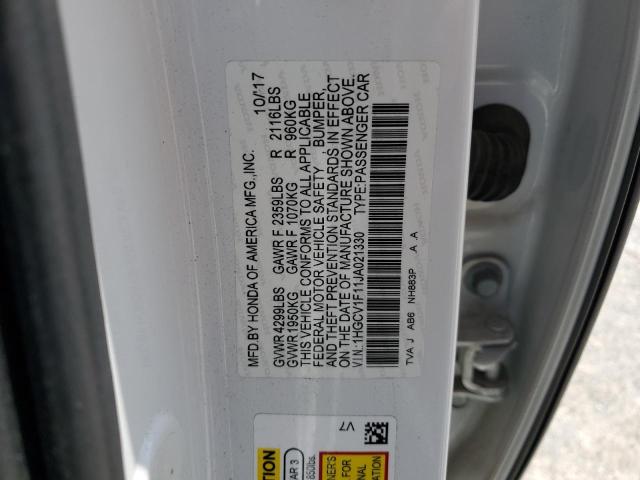 MFD.BY HONDA OF AMERICA MFG.,INC. 10/'17
GVWR 4299LBS GAWR F 2359LBS R 2116LBS
GVWR 1950KG GAWR F 1070KG R 960KG
THIS VEHICLE CONFORMS TO ALL APPLICABLE
FEDERAL MOTOR VEHICLE SAFETY BUMPER,
AND THEFT PREVENTION STANDARDS IN EFFECT
ON THE DATE OF MANUFACTURE SHOWN ABOVE.
V.I.N.:1HGCV1F11JA021330 TYPE:PASSENGER CAR
TVA J AB6 NH883P A A
V7
850lbs.